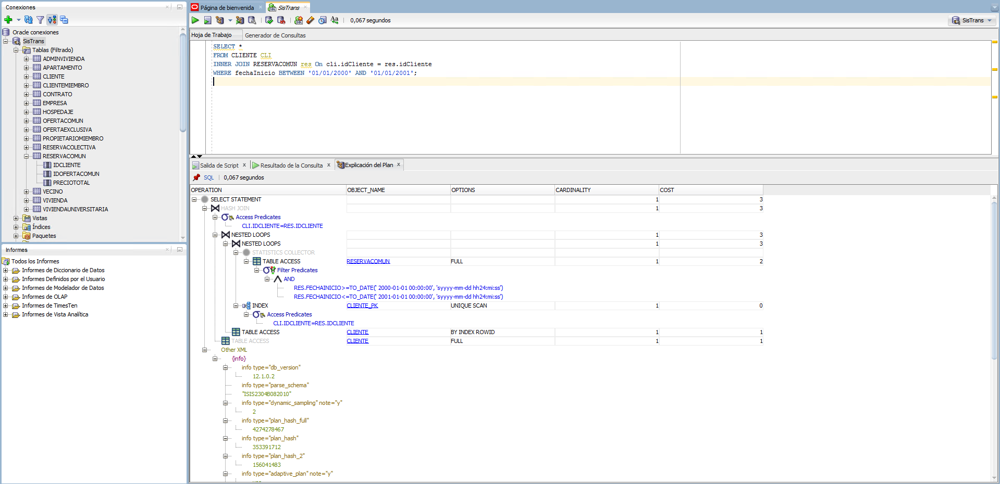 Conexiones
Oracle conexiones
SisTrans
Tablas (Filtrado)
ADMINVIVIENDA
APARTAMENTO
CLIENTE
CLIENTEMIEMBRO
CONTRATO
EMPRESA
HOSPEDAJE
OFERTACOMUN
OFERTAEXCLUSIVA
PROPIETARIOMIEMBRO
RESERVACOLECTIVA
RESERVACOMUN
IDCLIENTE
IDOFERTACOMUN
PRECIOTOTAL
VECINO
VIVIENDA
VIVIENDAUNIVERSITARIA
Vistas
Índices
Paquetes
Informes
Todos los Informes
Informes de Diccionario de Datos
Informes Definidos por el Usuario
Informes de Modelador de Datos
Informes de OLAP
Informes de TimesTen
Informes de Vista Analítica
Página de bienvenida SisTrans
0,067 segundos SisTrans
Hoja de Trabajo Generador de Consultas
SELECT *
FROM CLIENTE CLI
INNER JOIN RESERVACOMUN res On cli.idCliente = res.idCliente
WHERE fechaInicio BETWEEN '01/01/2000' AND '01/01/2001';
Salida de Script x Resultado de la Consulta x Explicación del Plan x
SQL 0,067 segundos
OPERATION OBJECT_NAME OPTIONS CARDINALITY COST
SELECT STATEMENT 1 3
HASH JOIN 1 3
Access Predicates
CLI.IDCLIENTE=RES.IDCLIENTE
NESTED LOOPS 1 3
NESTED LOOPS 1 3
STATISTICS COLLECTOR
TABLE ACCESS RESERVACOMUN FULL 1 2
Filter Predicates
AND
RES.FECHAINICIO>=TO_DATE(' 2000-01-01 00:00:00', 'syyyy-mm-dd hh24:mi:ss')
RES.FECHAINICIO<=TO_DATE(' 2001-01-01 00:00:00', 'syyyy-mm-dd hh24:mi:ss')
INDEX CLIENTE_PK UNIQUE SCAN 1 0
Access Predicates
CLI.IDCLIENTE=RES.IDCLIENTE
TABLE ACCESS CLIENTE BY INDEX ROWID 1 1
TABLE ACCESS CLIENTE FULL 1 1
Other XML
{info}
info type="db_version"
12.1.0.2
info type="parse_schema"
"ISIS2304B082010"
info type="dynamic_sampling" note="y"
2
info type="plan_hash_full"
4274278467
info type="plan_hash"
353391712
info type="plan_hash_2"
156041483
info type="adaptive_plan" note="y"